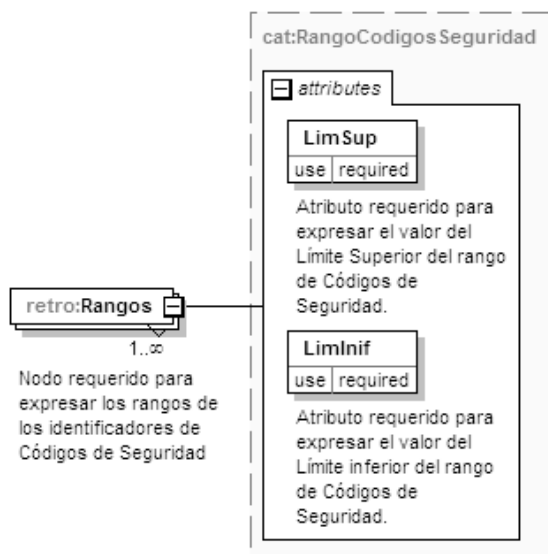 cat:RangoCodigosSeguridad
attributes
LimSup
use required
Atributo requerido para
expresar el valor del
Límite Superior del rango
de Códigos de
Seguridad.
retro:Rangos
1..∞
Nodo requerido para
expresar los rangos de
los identificadores de
Códigos de Seguridad
LimInif
use required
Atributo requerido para
expresar el valor del
Límite inferior del rango
de Códigos de
Seguridad.